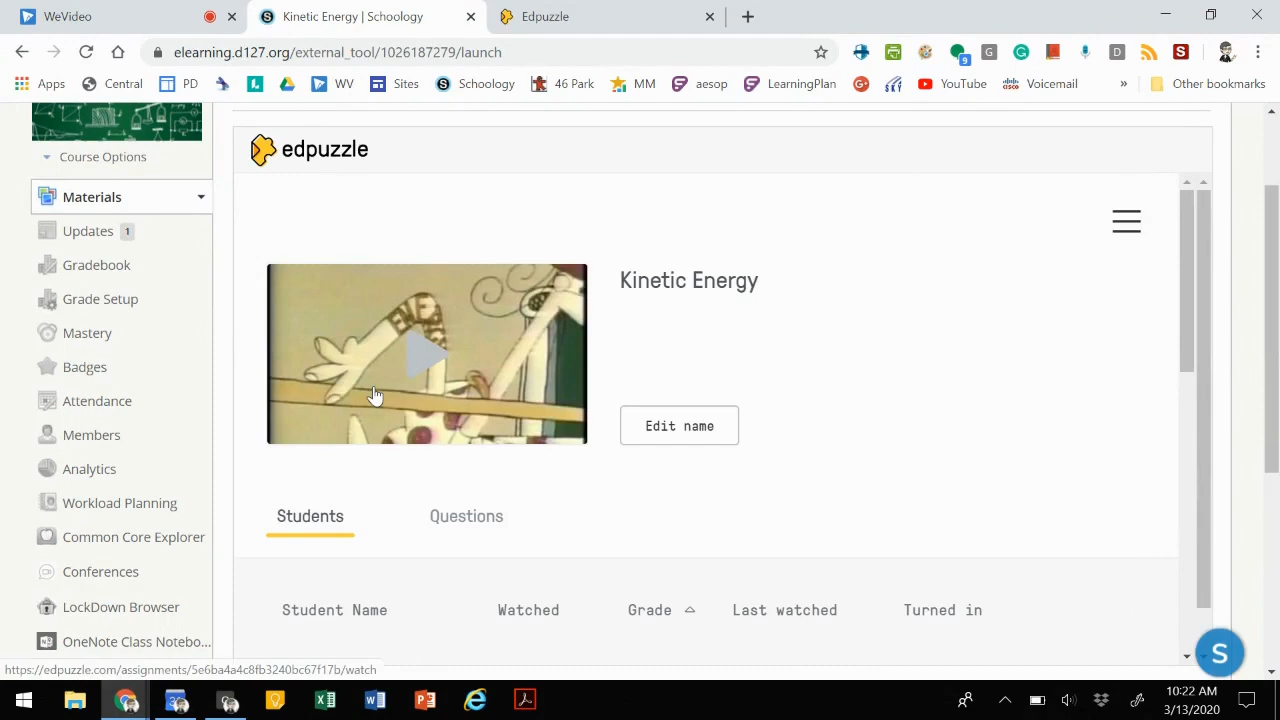 WeVideo
Kinetic Energy | Schoology
Edpuzzle
elearning.d127.org/external_tool/1026187279/launch
9
G
D
S
Apps
Central
PD
WV
Sites
Schoology
46 Park
MM
aesop
LearningPlan
YouTube
Voicemail
»
Other bookmarks
Course Options
edpuzzle
Materials
Updates 1
Gradebook
Grade Setup
Mastery
Badges
Attendance
Members
Analytics
Workload Planning
Common Core Explorer
Conferences
LockDown Browser
OneNote Class Notebo...
Kinetic Energy
Edit name
Students
Questions
Student Name
Watched
Grade
Last watched
Turned in
S
https://edpuzzle.com/assignments/5e6ba4a4c8fb3240bc67f17b/watch
10:22 AM
3/13/2020